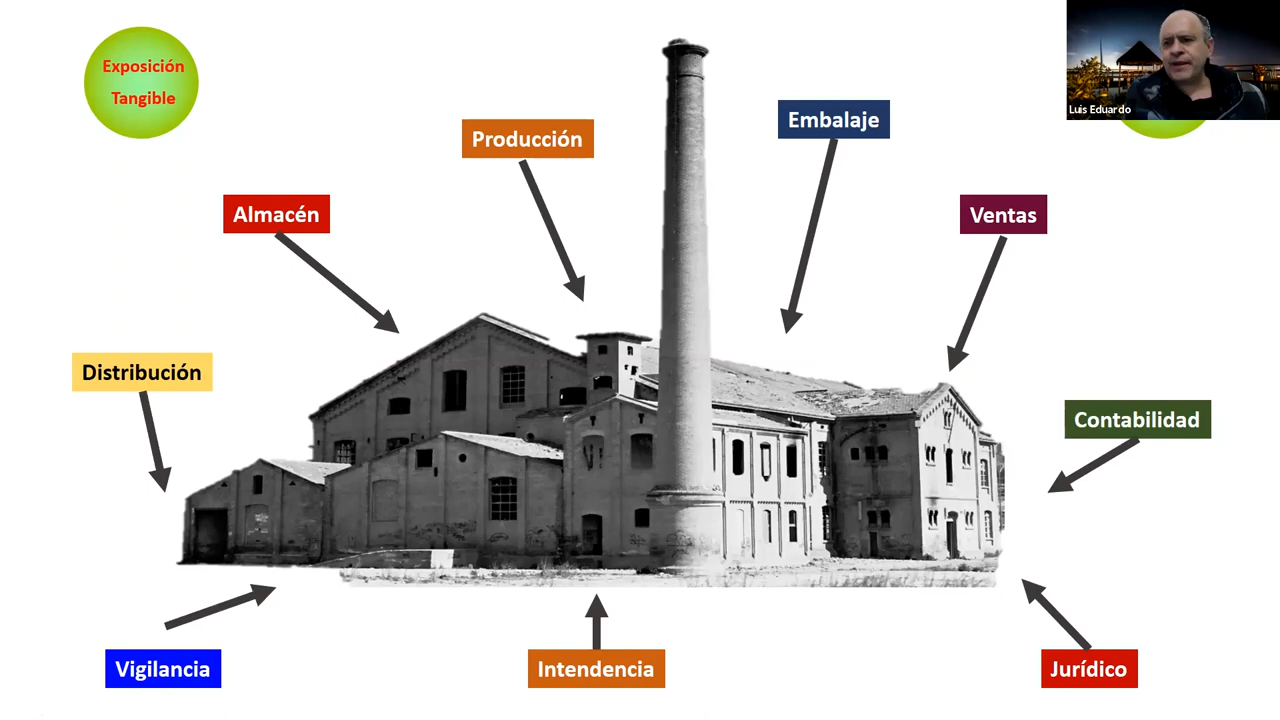 Exposición
Tangible
Luis Eduardo
Producción
Embalaje
Almacén
Ventas
Distribución
Contabilidad
Vigilancia
Intendencia
Jurídico